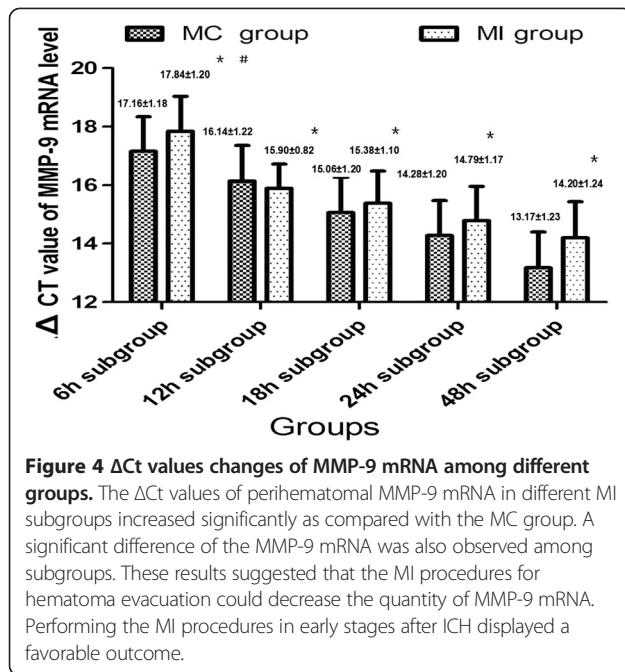 MC group MI group
Δ CT value of MMP-9 mRNA level
20
18
16
14
12
17.16±1.18
17.84±1.20
* #
16.14±1.22
15.90±0.82
*
15.06±1.20
15.38±1.10
*
14.28±1.20
14.79±1.17
*
13.17±1.23
14.20±1.24
*
6h subgroup
12h subgroup
18h subgroup
24h subgroup
48h subgroup
Groups
Figure 4 ΔCt values changes of MMP-9 mRNA among different
groups. The ΔCt values of perihematomal MMP-9 mRNA in different MI
subgroups increased significantly as compared with the MC group. A
significant difference of the MMP-9 mRNA was also observed among
subgroups. These results suggested that the MI procedures for
hematoma evacuation could decrease the quantity of MMP-9 mRNA.
Performing the MI procedures in early stages after ICH displayed a
favorable outcome.